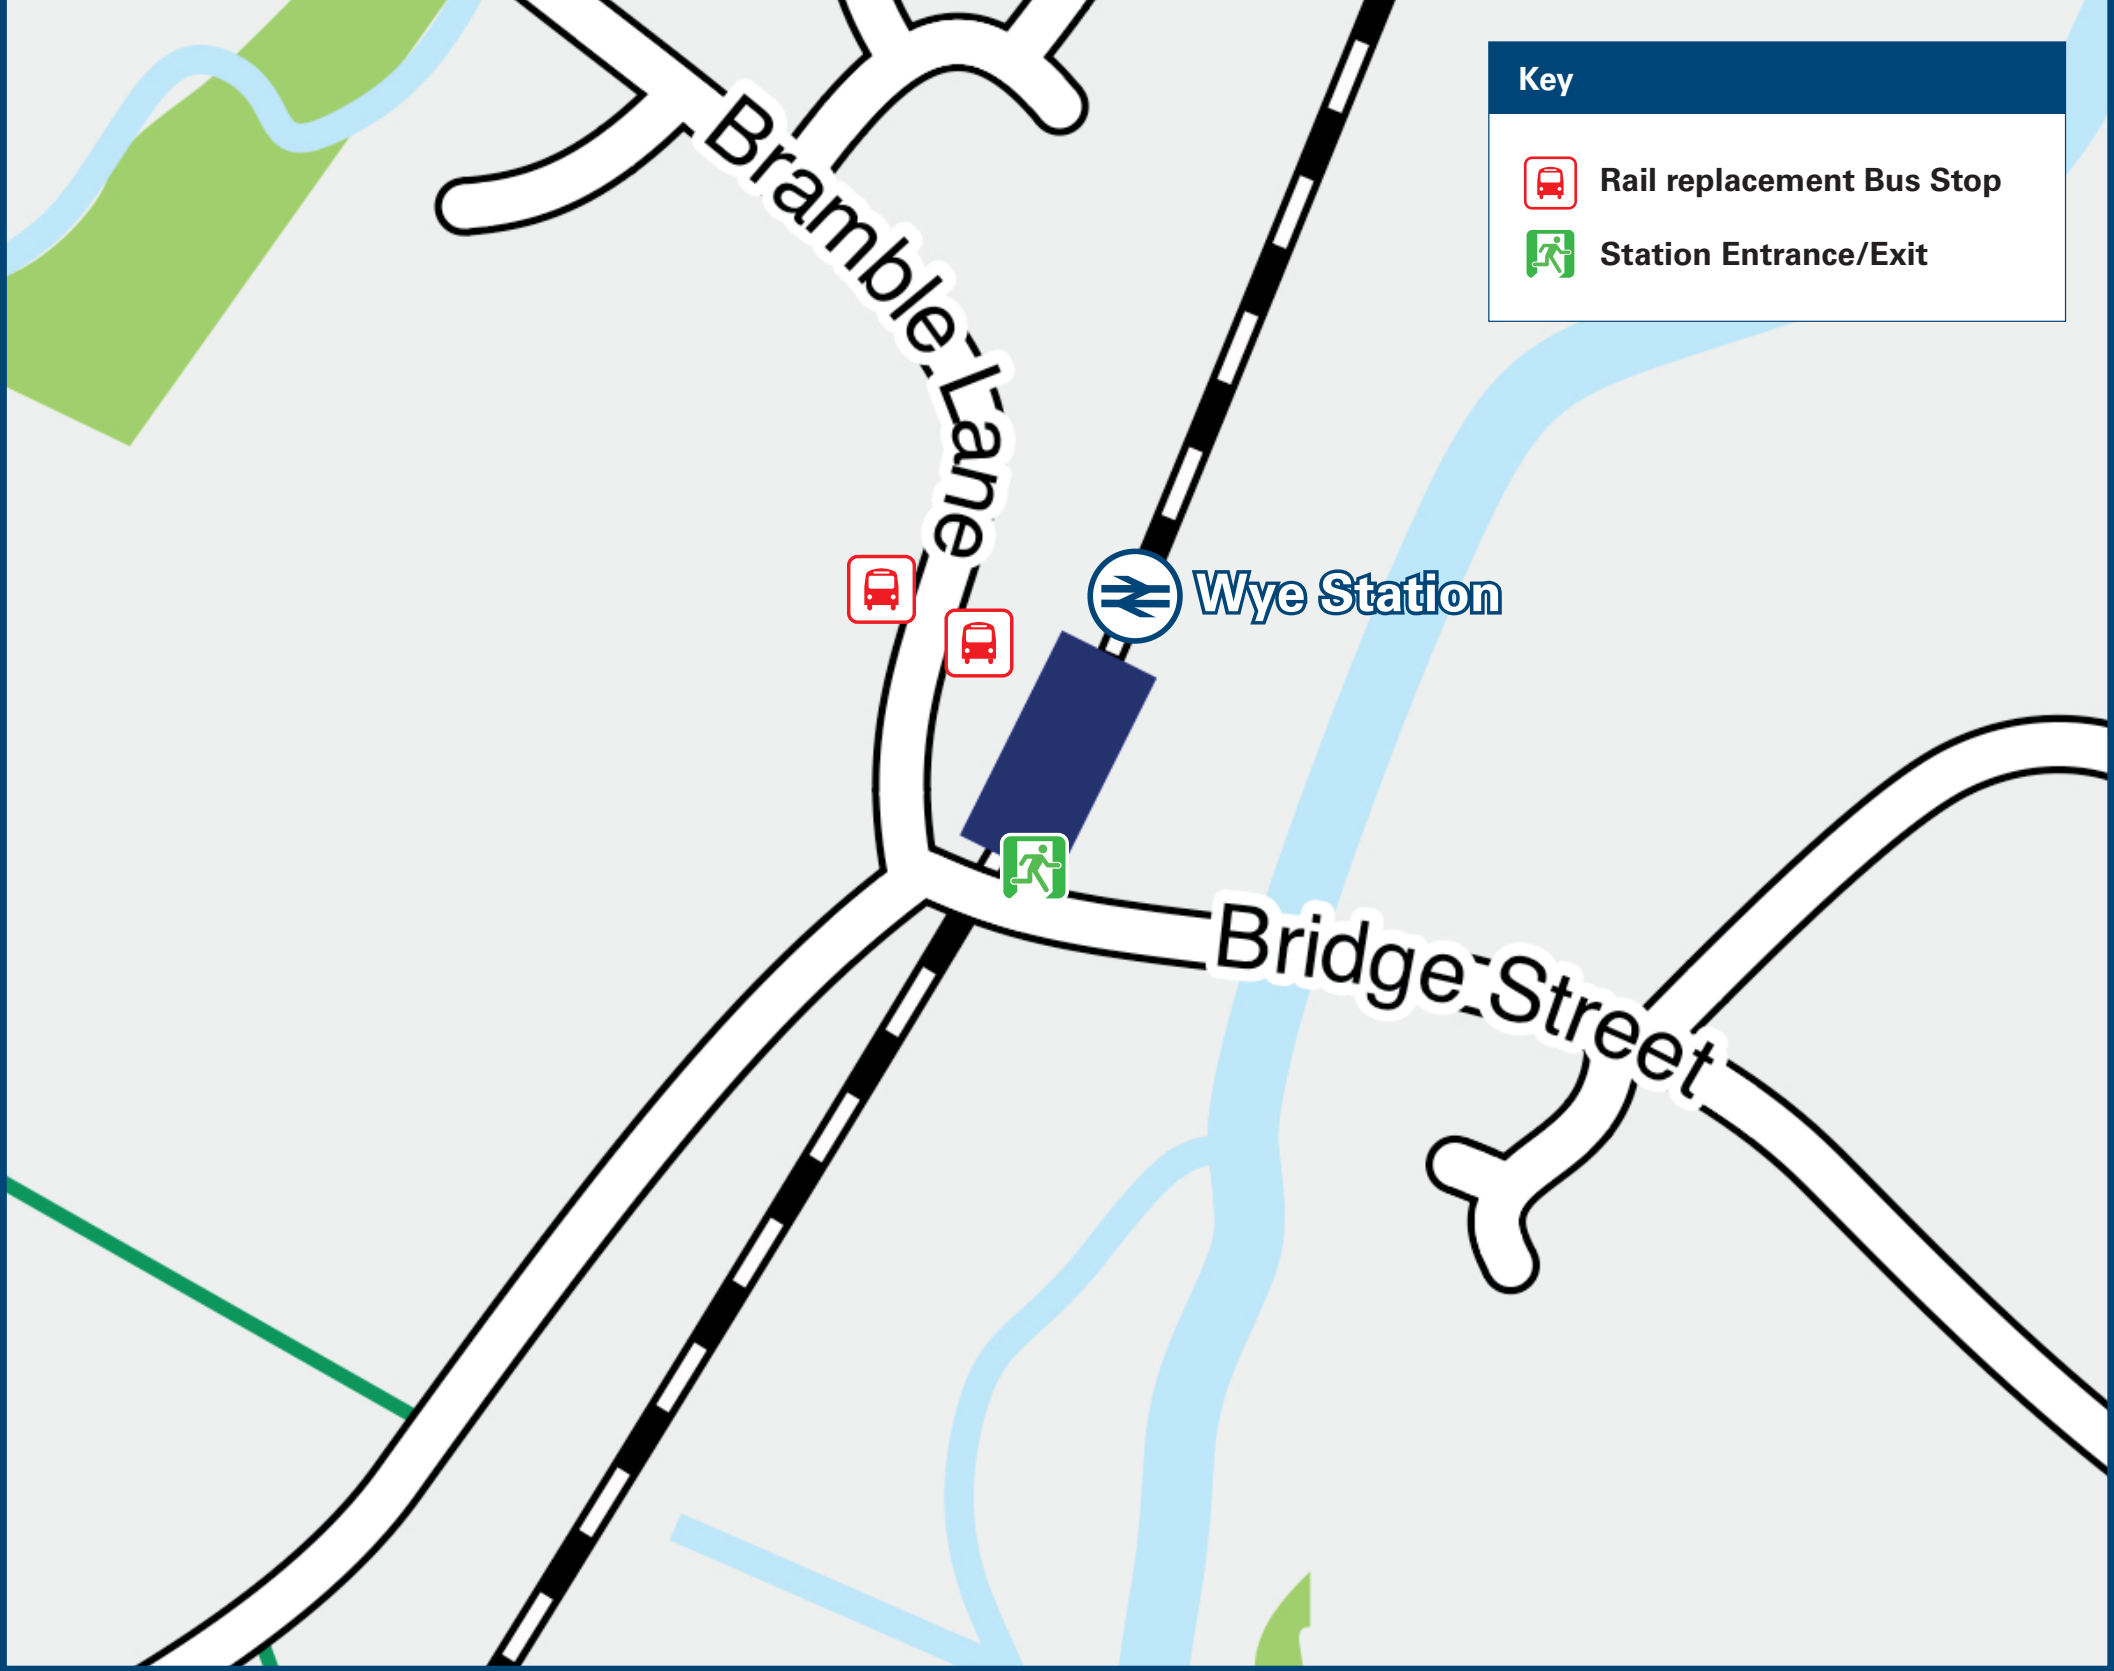 Key
Rail replacement Bus Stop
Station Entrance/Exit
Bramble Lane
Wye Station
Bridge Street